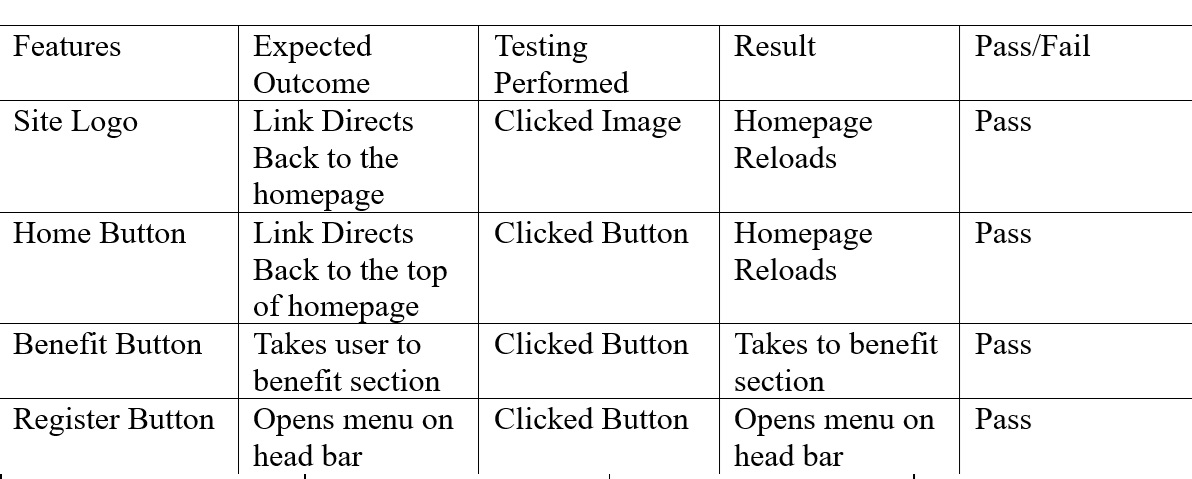 Features
Expected
Outcome
Testing
Performed
Result
Pass/Fail
Site Logo
Link Directs
Back to the
homepage
Clicked Image
Homepage
Reloads
Pass
Home Button
Link Directs
Back to the top
of homepage
Clicked Button
Homepage
Reloads
Pass
Benefit Button
Takes user to
benefit section
Clicked Button
Takes to benefit
section
Pass
Register Button
Opens menu on
head bar
Clicked Button
Opens menu on
head bar
Pass